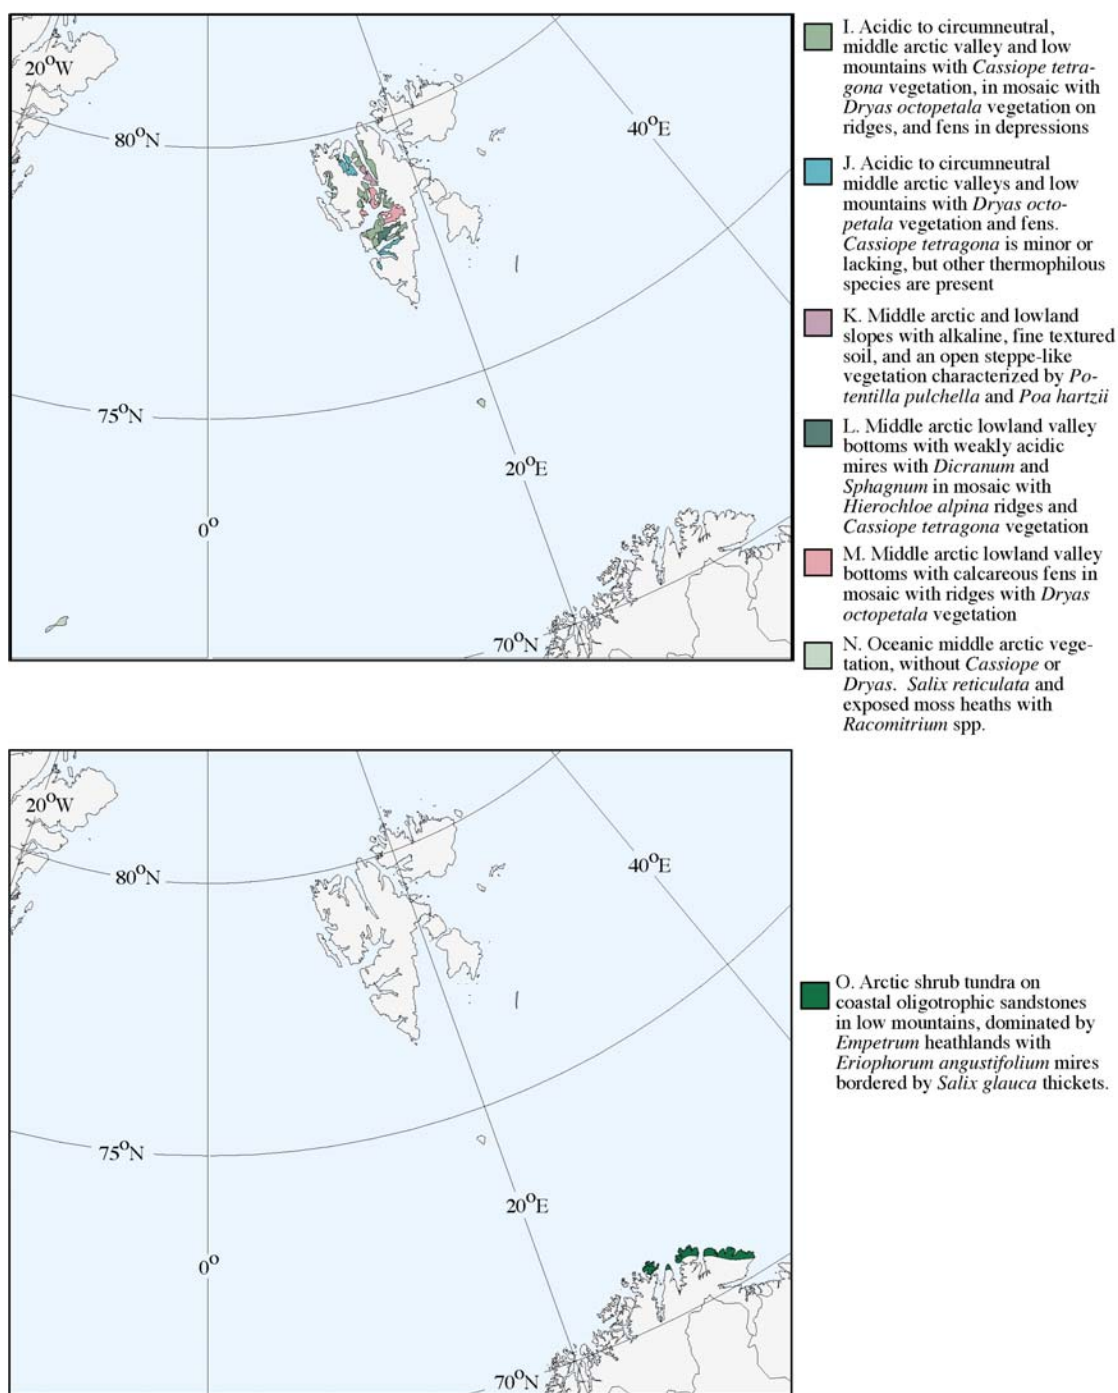 20°W
80°N
40°E
75°N
20°E
0°
70°N
I. Acidic to circumneutral,
middle arctic valley and low
mountains with Cassiope tetra-
gona vegetation, in mosaic with
Dryas octopetala vegetation on
ridges, and fens in depressions
J. Acidic to circumneutral
middle arctic valleys and low
mountains with Dryas octo-
petala vegetation and fens.
Cassiope tetragona is minor or
lacking, but other thermophilous
species are present
K. Middle arctic and lowland
slopes with alkaline, fine textured
soil, and an open steppe-like
vegetation characterized by Po-
tentilla pulchella and Poa hartzii
L. Middle arctic lowland valley
bottoms with weakly acidic
mires with Dicranum and
Sphagnum in mosaic with
Hierochloe alpina ridges and
Cassiope tetragona vegetation
M. Middle arctic lowland valley
bottoms with calcareous fens in
mosaic with ridges with Dryas
octopetala vegetation
N. Oceanic middle arctic vege-
tation, without Cassiope or
Dryas. Salix reticulata and
exposed moss heaths with
Racomitrium spp.
20°W
80°N
40°E
75°N
20°E
0°
70°N
O. Arctic shrub tundra on
coastal oligotrophic sandstones
in low mountains, dominated by
Empetrum heathlands with
Eriophorum angustifolium mires
bordered by Salix glauca thickets.